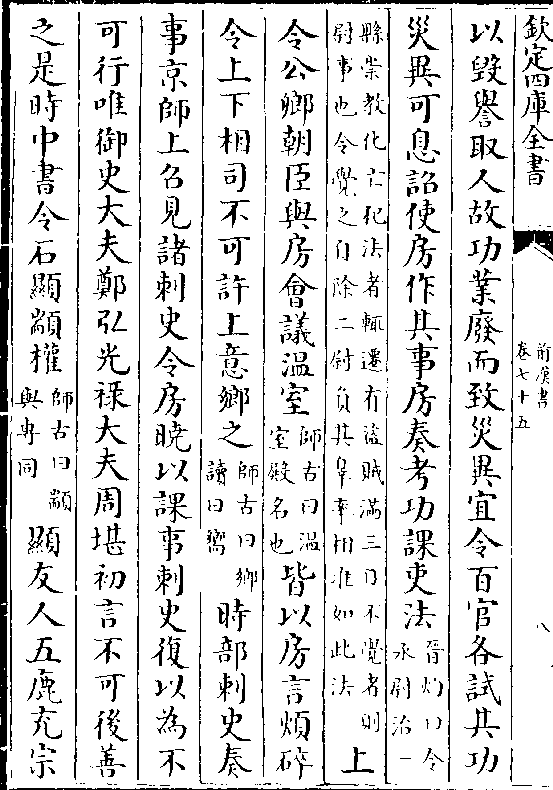 欽定四庫全書
前漢書
卷七十五
八
以毀譽取人故功業廢而致災異宜令百官各試其功
災異可息詔使房作其事房奏考功課吏法晉灼曰令丞尉治一
縣崇教化亡犯法者輒遷有盜賊滿三日不覺者則尉事也令覺之自除二尉負其辠率相准如此法上
令公卿朝臣與房會議温室師古曰温室殿名也皆以房言煩碎
令上下相司不可許上意鄉之師古曰鄉讀曰嚮時部刺史奏
事京師上召見諸刺史令房曉以課事刺史復以為不
可行唯御史大夫鄭弘光禄大夫周堪初言不可後善
之是時中書令石顯顓權師古曰顓與専同顯友人五鹿充宗